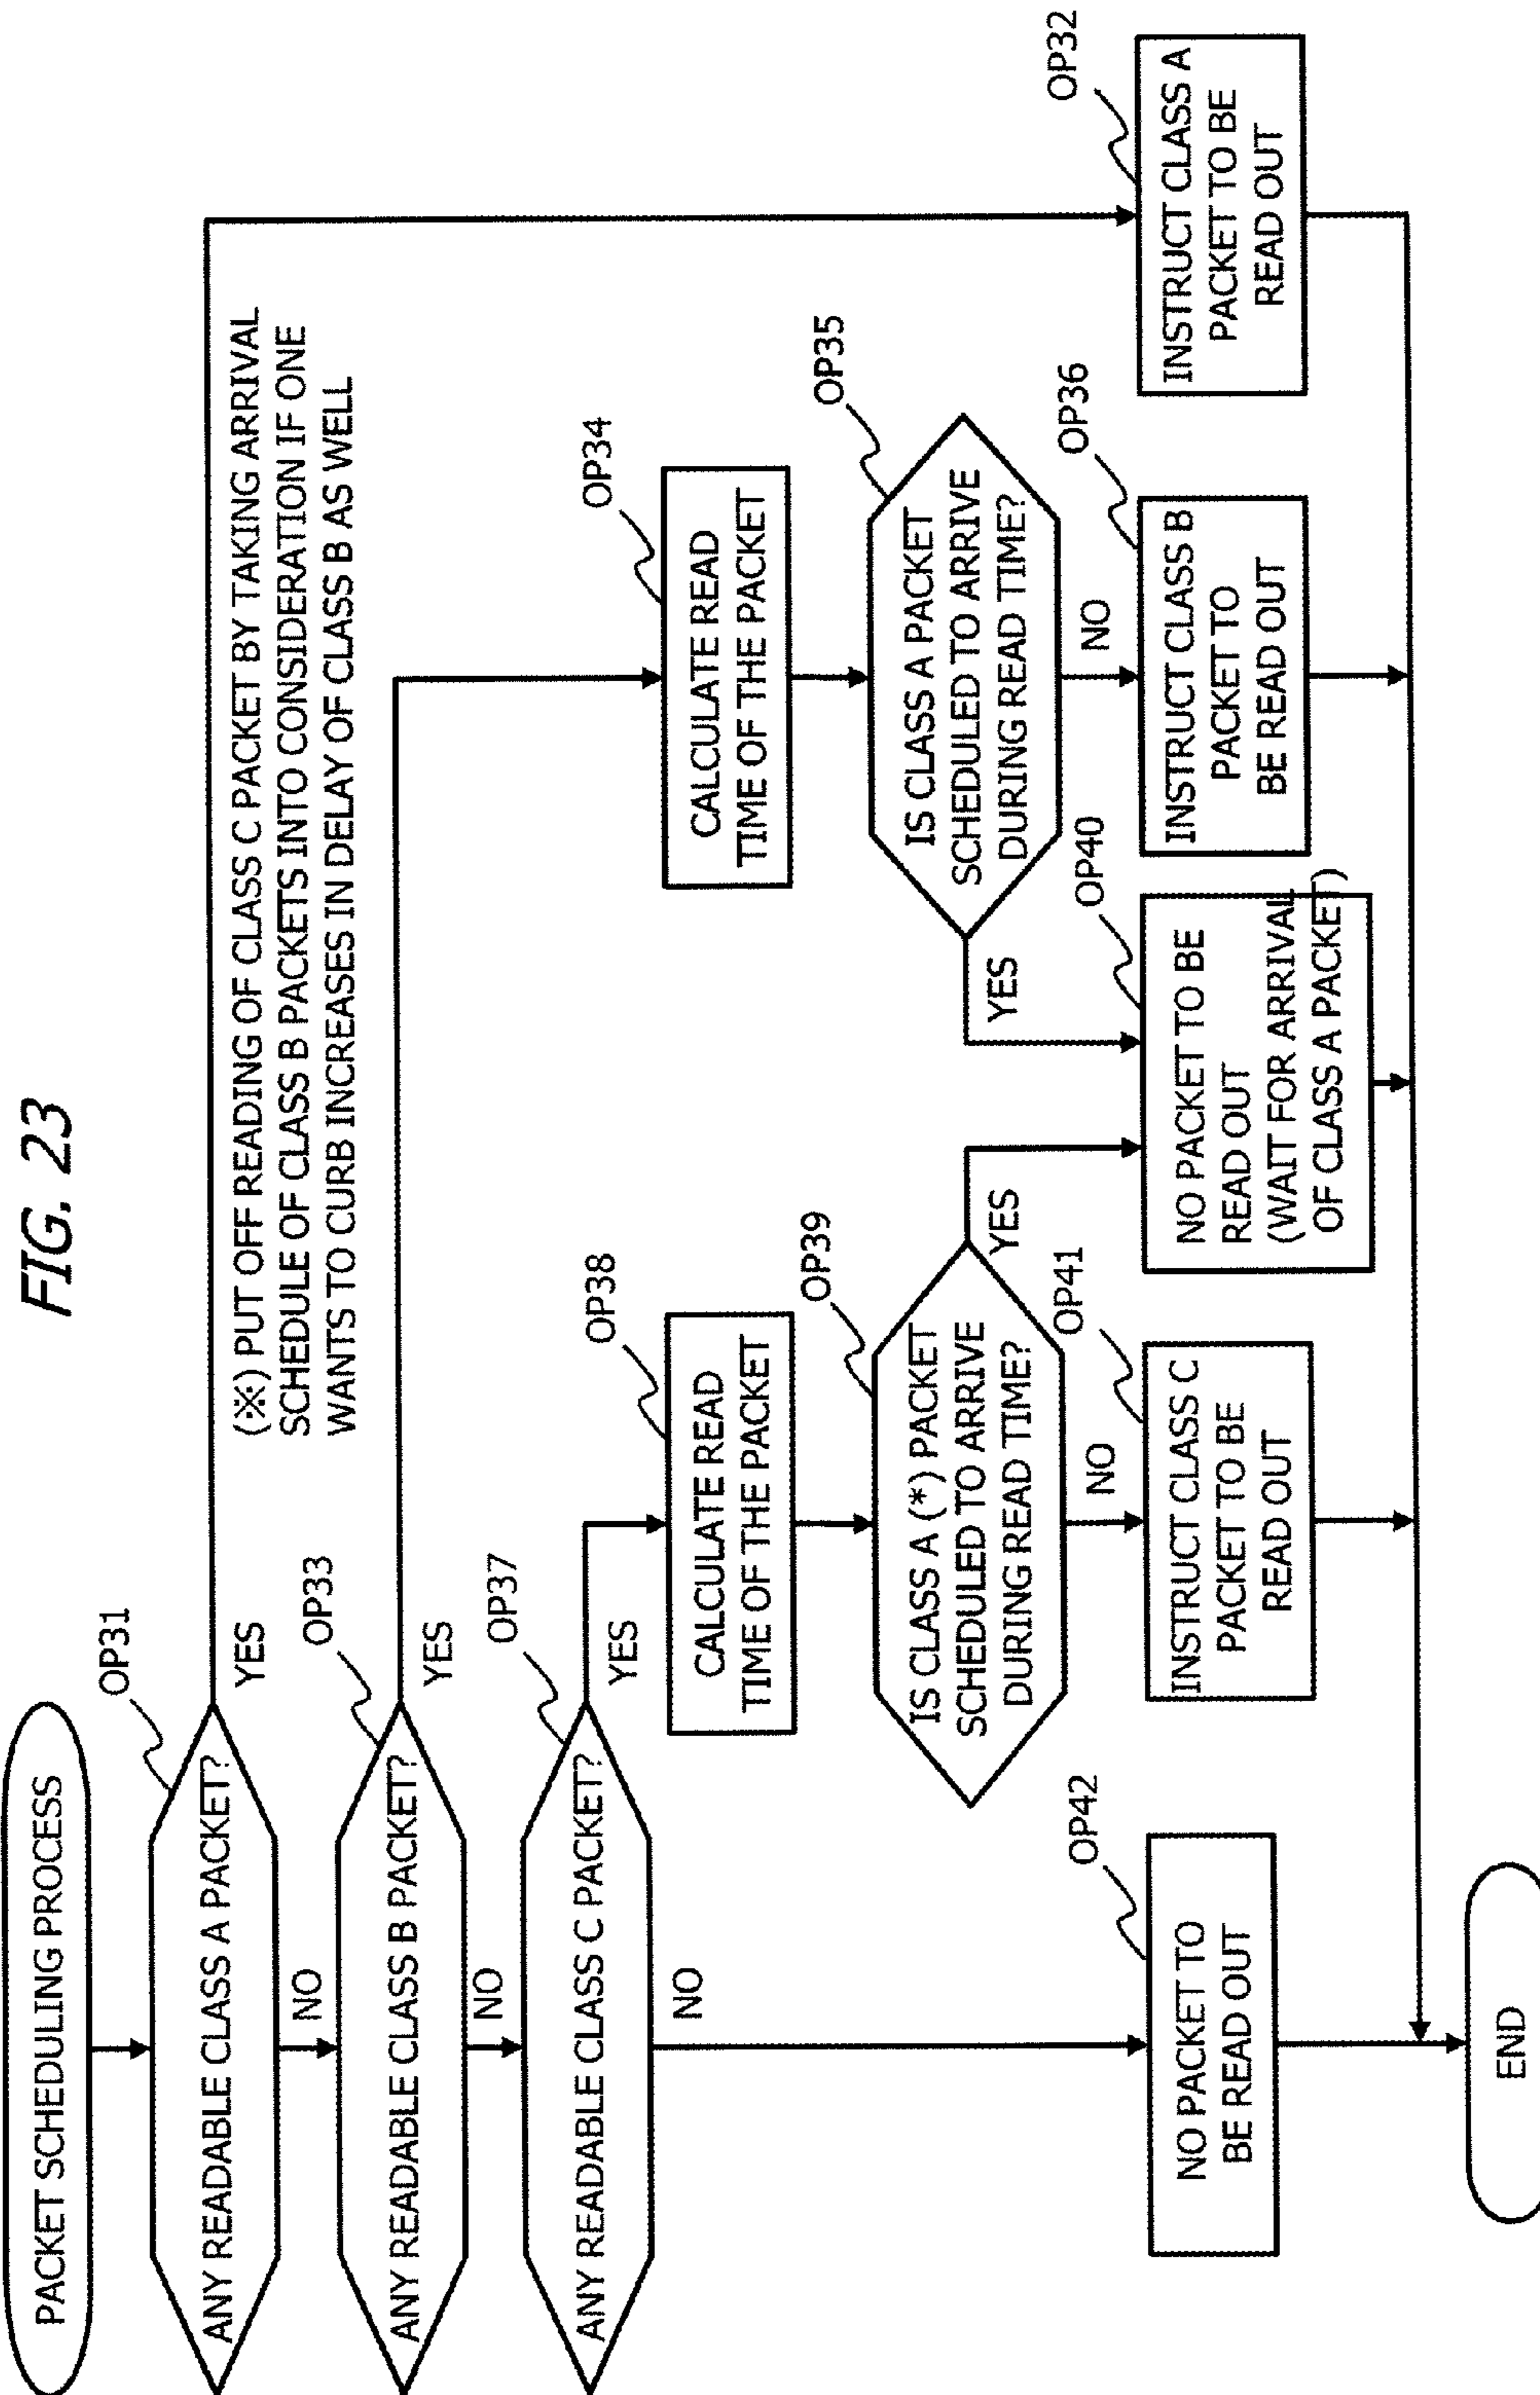 FIG. 23
PACKET SCHEDULING PROCESS
OP31
ANY READABLE CLASS A PACKET?
YES
NO
(※) PUT OFF READING OF CLASS C PACKET BY TAKING ARRIVAL
SCHEDULE OF CLASS B PACKETS INTO CONSIDERATION IF ONE
WANTS TO CURB INCREASES IN DELAY OF CLASS B AS WELL
OP33
ANY READABLE CLASS B PACKET?
YES
NO
OP37
ANY READABLE CLASS C PACKET?
YES
NO
OP38
CALCULATE READ
TIME OF THE PACKET
OP34
CALCULATE READ
TIME OF THE PACKET
OP39
IS CLASS A (*) PACKET
SCHEDULED TO ARRIVE
DURING READ TIME?
YES
NO
OP35
IS CLASS A PACKET
SCHEDULED TO ARRIVE
DURING READ TIME?
YES
NO
OP42
NO PACKET TO
BE READ OUT
OP41
INSTRUCT CLASS C
PACKET TO BE
READ OUT
OP40
NO PACKET TO BE
READ OUT
(WAIT FOR ARRIVAL
OF CLASS A PACKET)
OP36
INSTRUCT CLASS B
PACKET TO
BE READ OUT
OP32
INSTRUCT CLASS A
PACKET TO BE
READ OUT
END